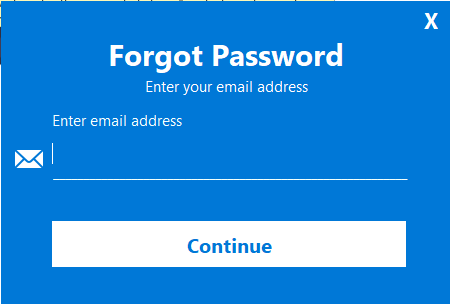 X
Forgot Password
Enter your email address
Enter email address
Continue